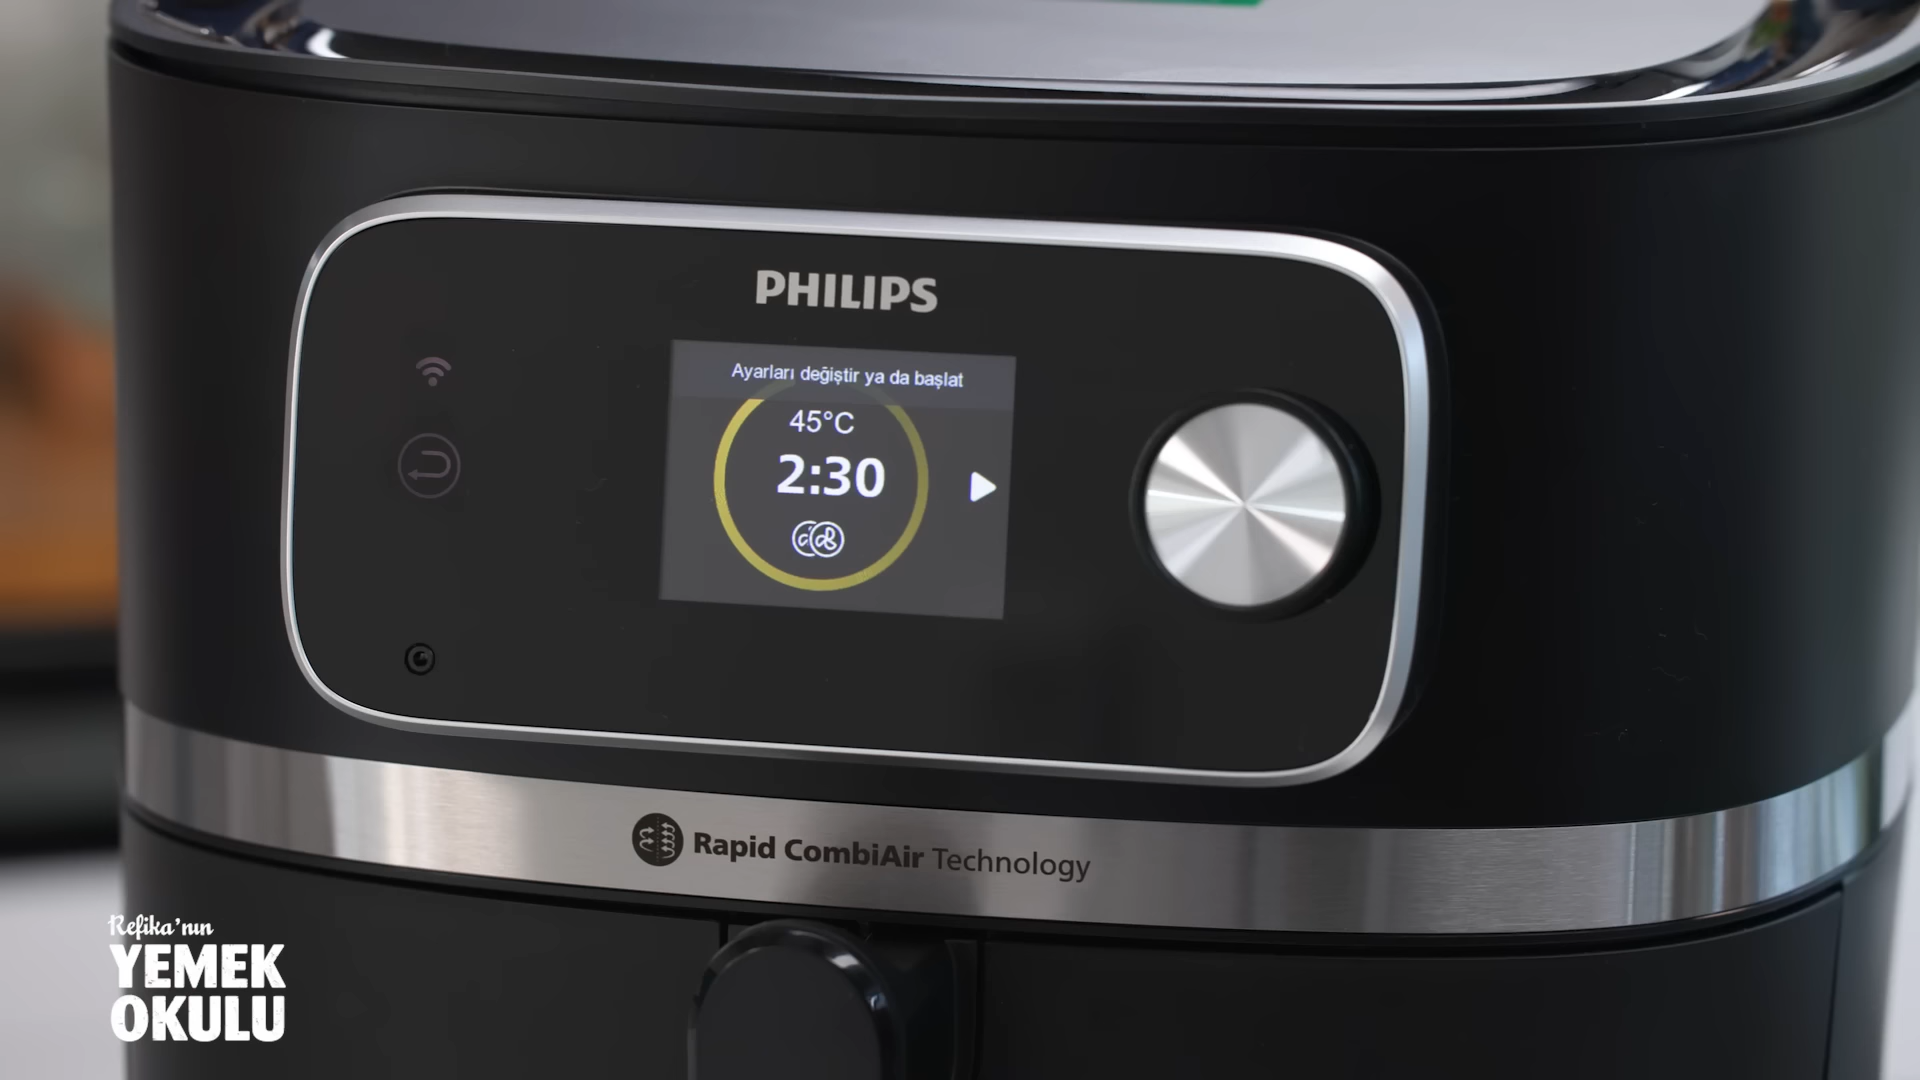 PHILIPS
Ayarları değiştir ya da başlat
45°C
2:30
Rapid CombiAir Technology
Refika'nın
YEMEK
OKULU